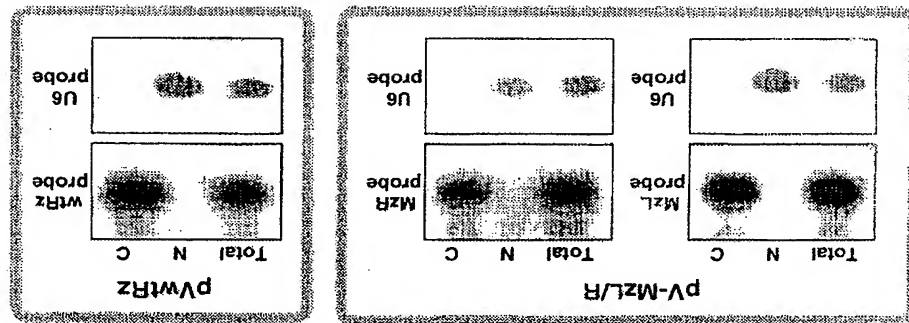 pV-MzL/R
pVwtRz
Total N C
Total N C
Total N C
MzL
probe
MzR
probe
wtRz
probe
U6
probe
U6
probe
U6
probe